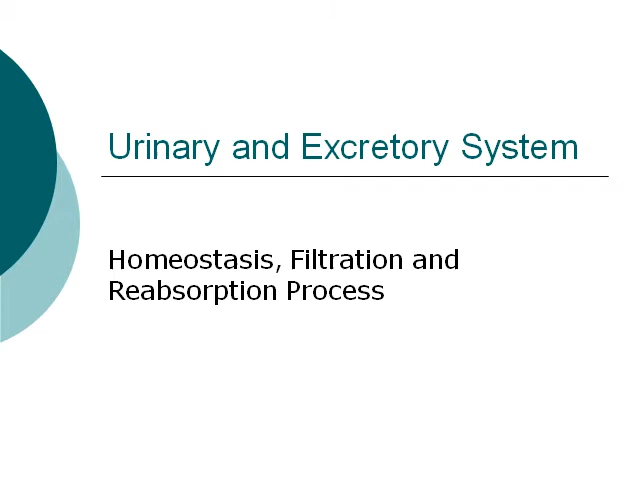 Urinary and Excretory System
Homeostasis, Filtration and
Reabsorption Process